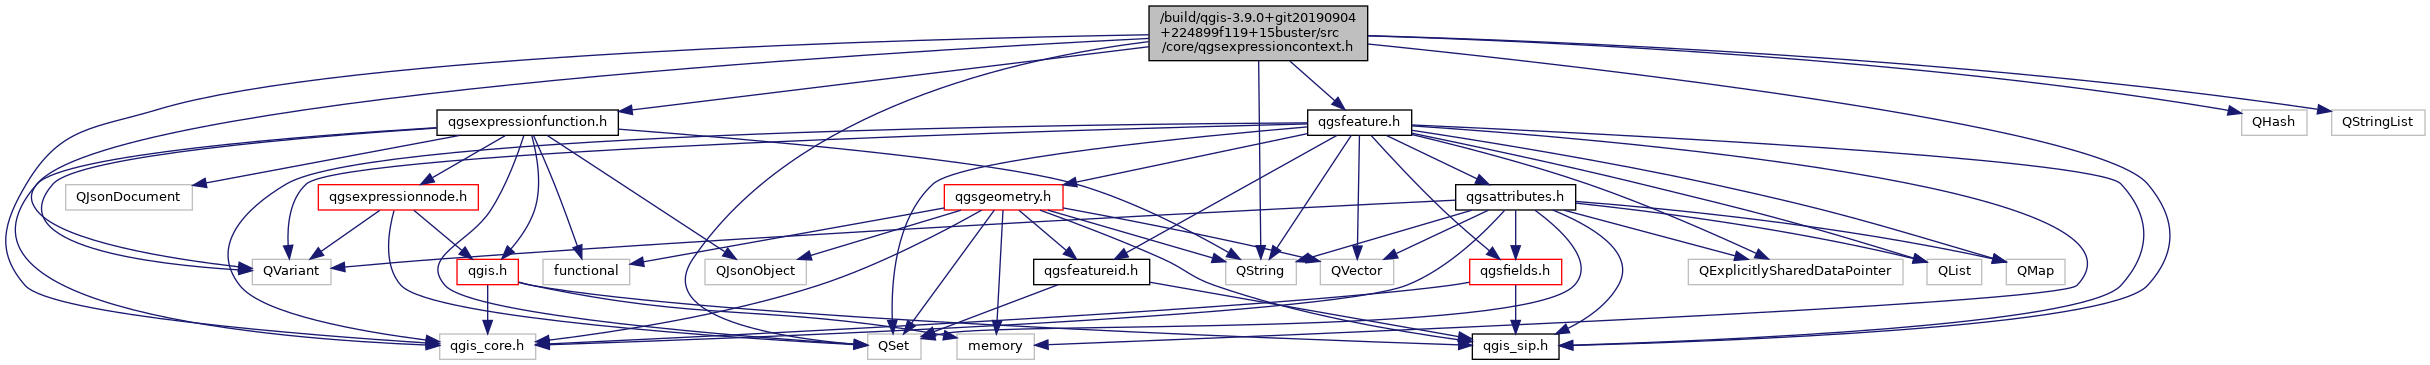 /build/qgis-3.9.0+git20190904
+224899f119+15buster/src
/core/qgsexpressioncontext.h
qgsexpressionfunction.h
qgsfeature.h
QHash
QStringList
QJsonDocument
qgsexpressionnode.h
qgsgeometry.h
qgsattributes.h
QVariant
qgis.h
functional
QJsonObject
qgsfeatureid.h
QString
QVector
qgsfields.h
QExplicitlySharedDataPointer
QList
QMap
qgis_core.h
QSet
memory
qgis_sip.h